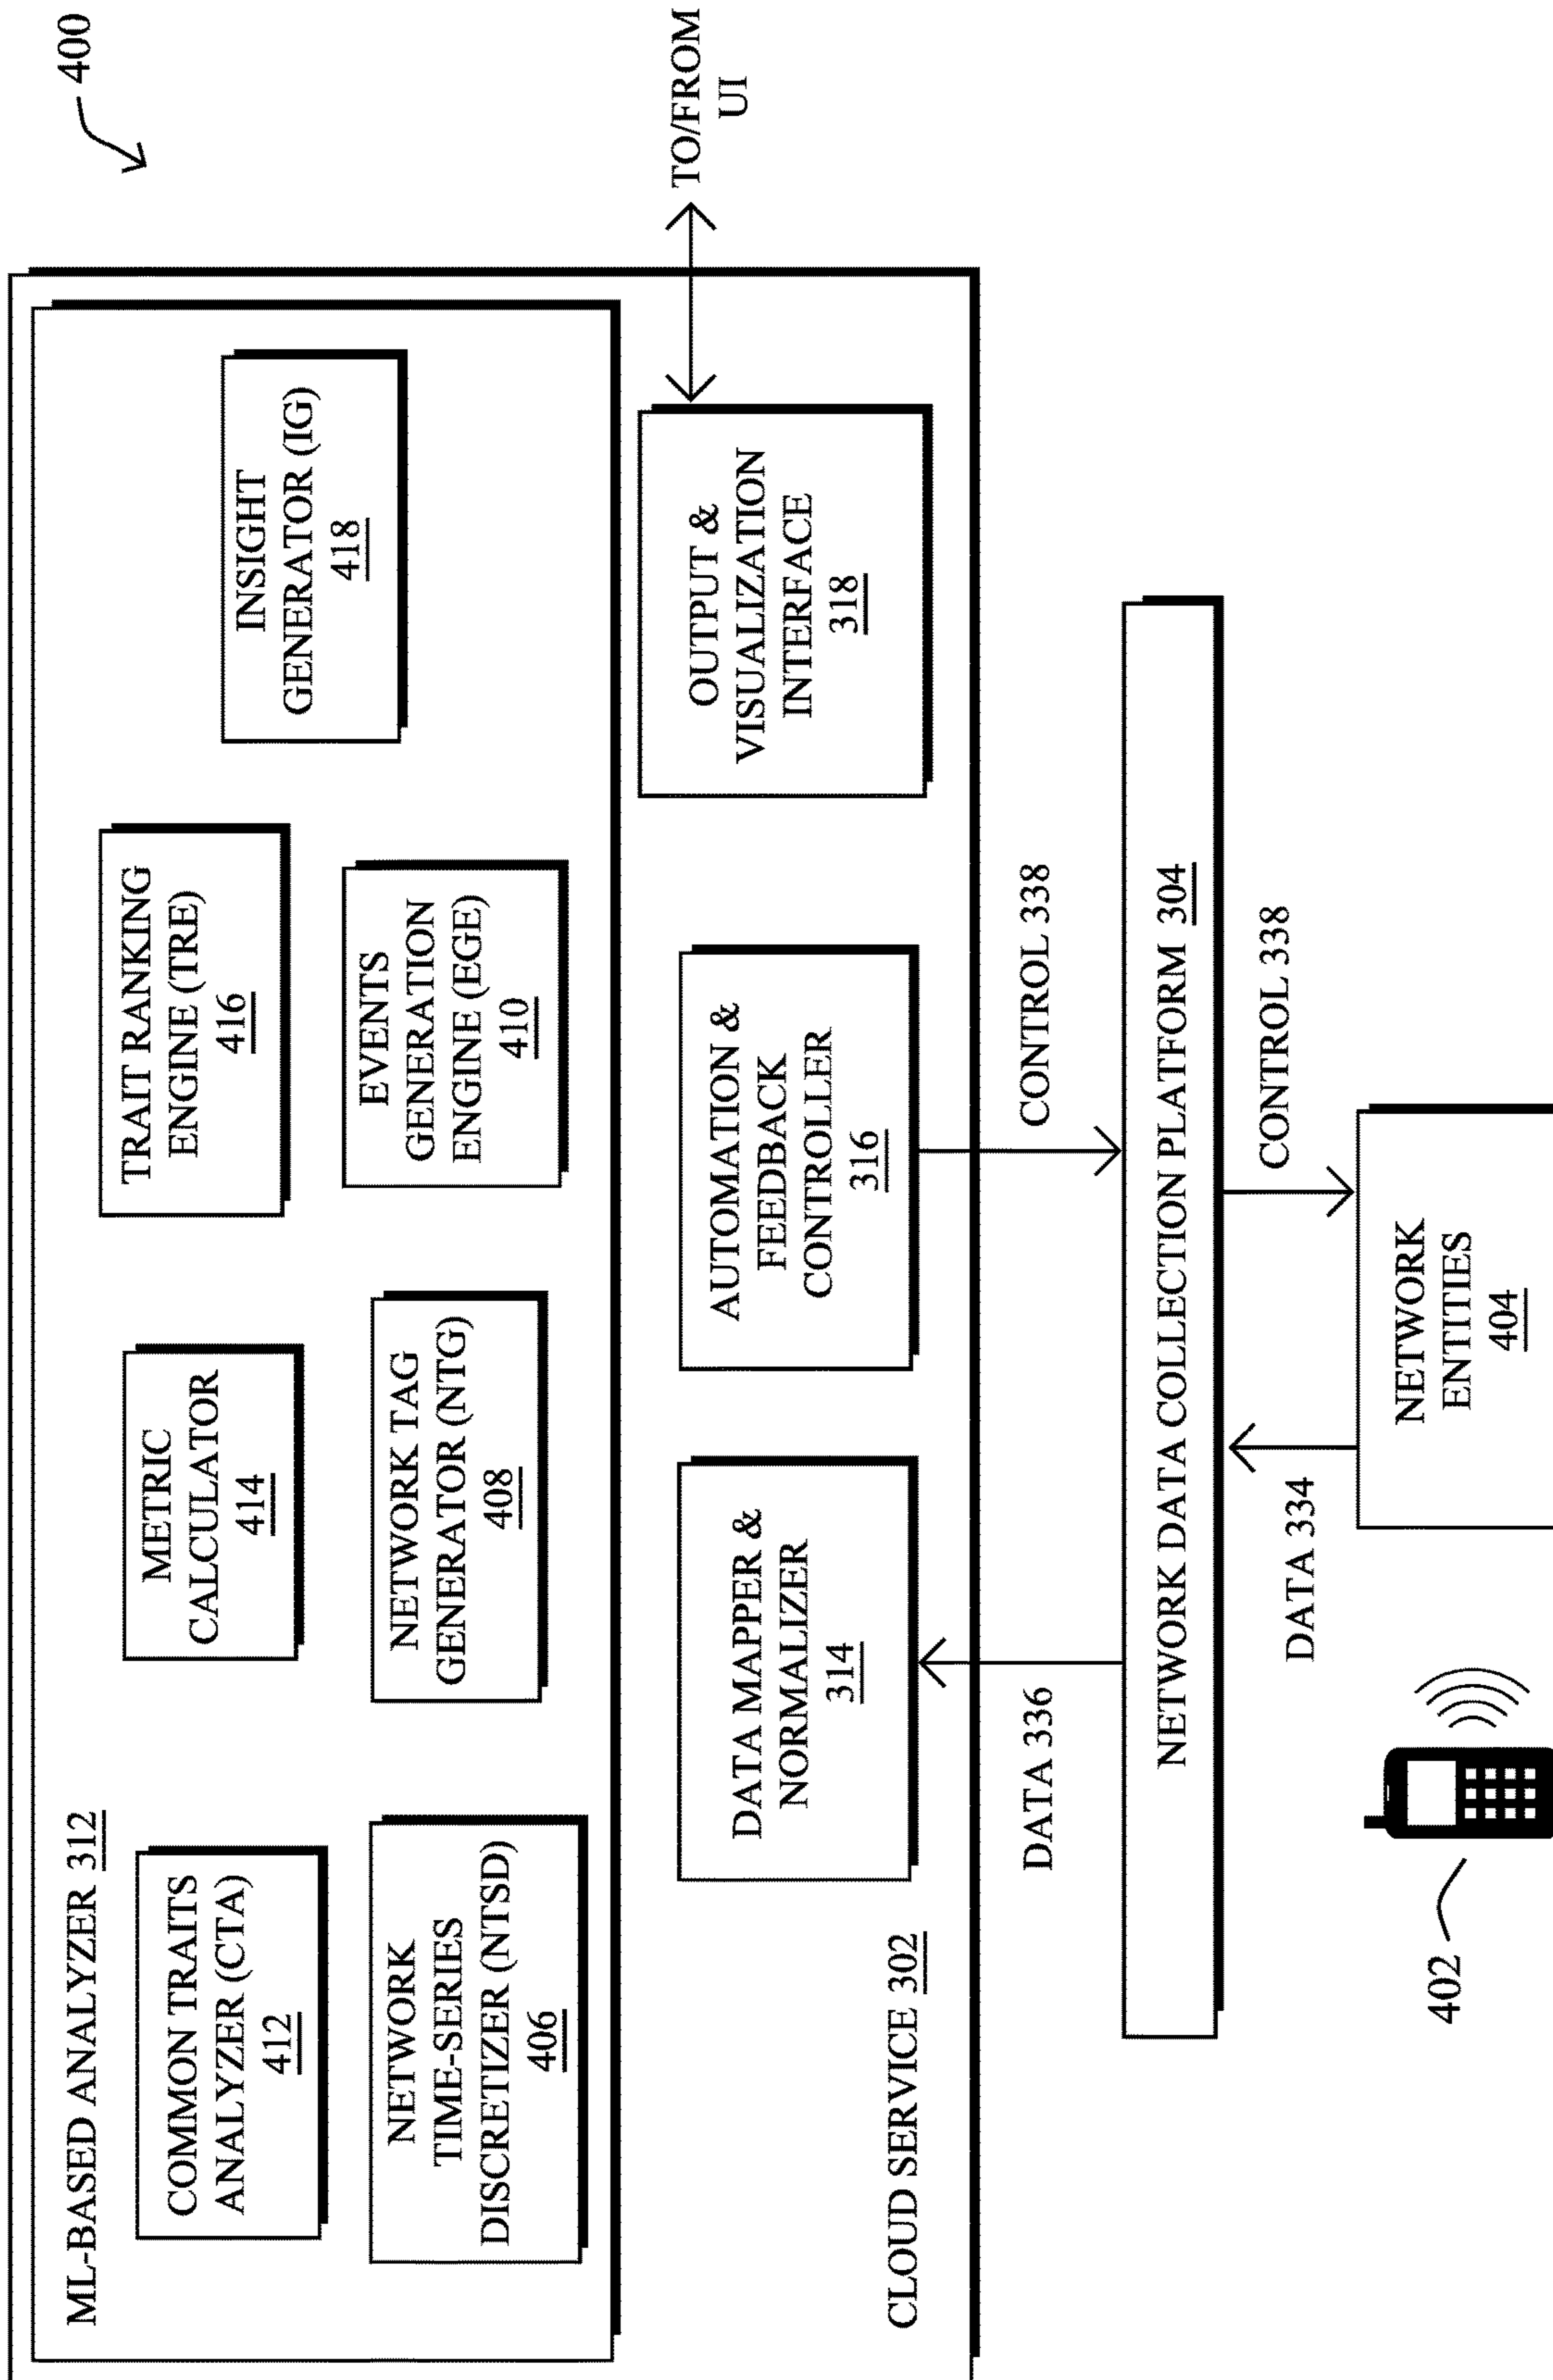 400
ML-BASED ANALYZER 312
COMMON TRAITS
ANALYZER (CTA)
412
METRIC
CALCULATOR
414
TRAIT RANKING
ENGINE (TRE)
416
INSIGHT
GENERATOR (IG)
418
NETWORK
TIME-SERIES
DISCRETIZER (NTSD)
406
NETWORK TAG
GENERATOR (NTG)
408
EVENTS
GENERATION
ENGINE (EGE)
410
DATA MAPPER &
NORMALIZER
314
AUTOMATION &
FEEDBACK
CONTROLLER
316
OUTPUT &
VISUALIZATION
INTERFACE
318
TO/FROM
UI
CLOUD SERVICE 302
DATA 336
CONTROL 338
NETWORK DATA COLLECTION PLATFORM 304
DATA 334
CONTROL 338
402
NETWORK
ENTITIES
404